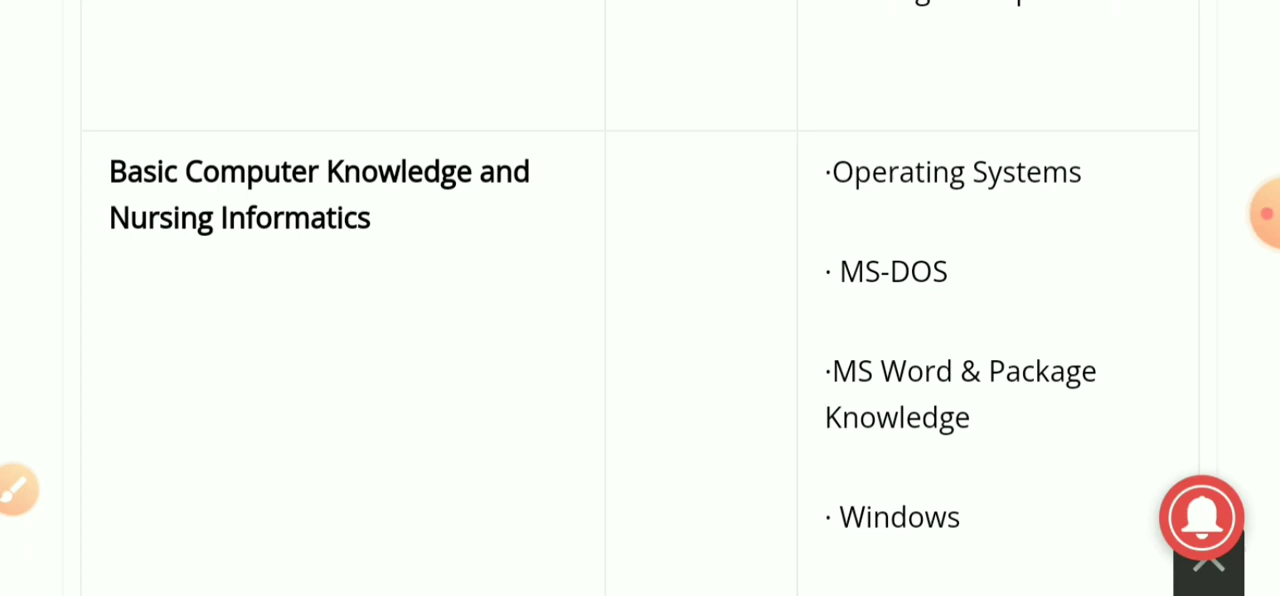 Basic Computer Knowledge and
Nursing Informatics
·Operating Systems
· MS-DOS
·MS Word & Package
Knowledge
· Windows